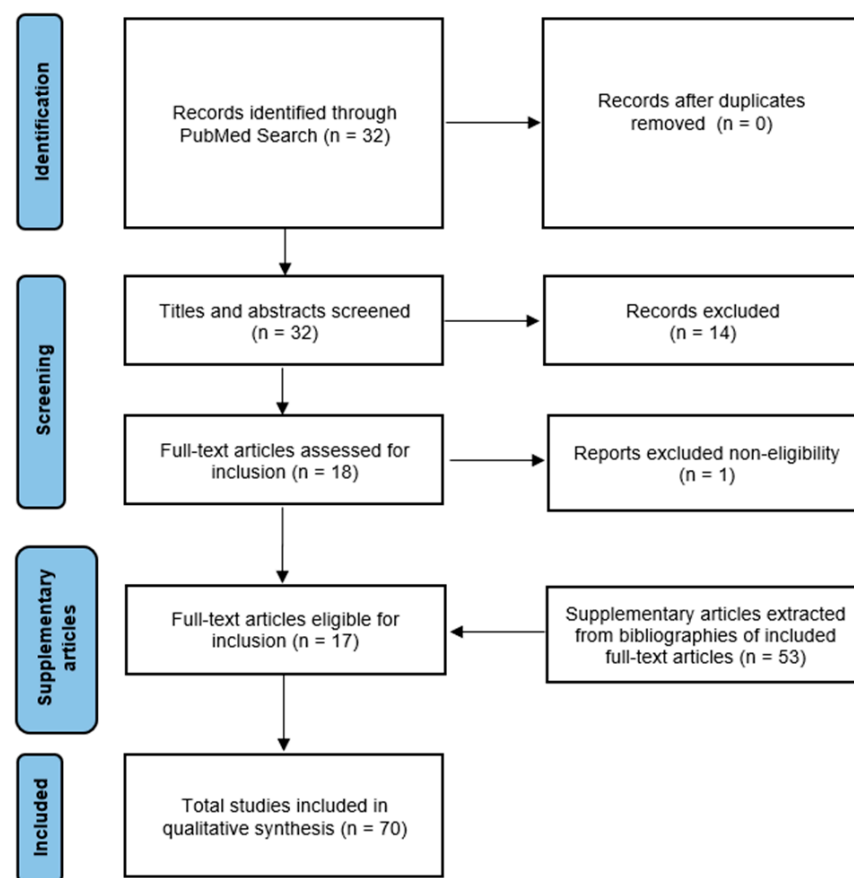 Identification
Records identified through
PubMed Search (n = 32)
Records after duplicates
removed (n = 0)
Screening
Titles and abstracts screened
(n = 32)
Records excluded
(n = 14)
Full-text articles assessed for
inclusion (n = 18)
Reports excluded non-eligibility
(n = 1)
Supplementary
articles
Full-text articles eligible for
inclusion (n = 17)
Supplementary articles extracted
from bibliographies of included
full-text articles (n = 53)
Included
Total studies included in
qualitative synthesis (n = 70)